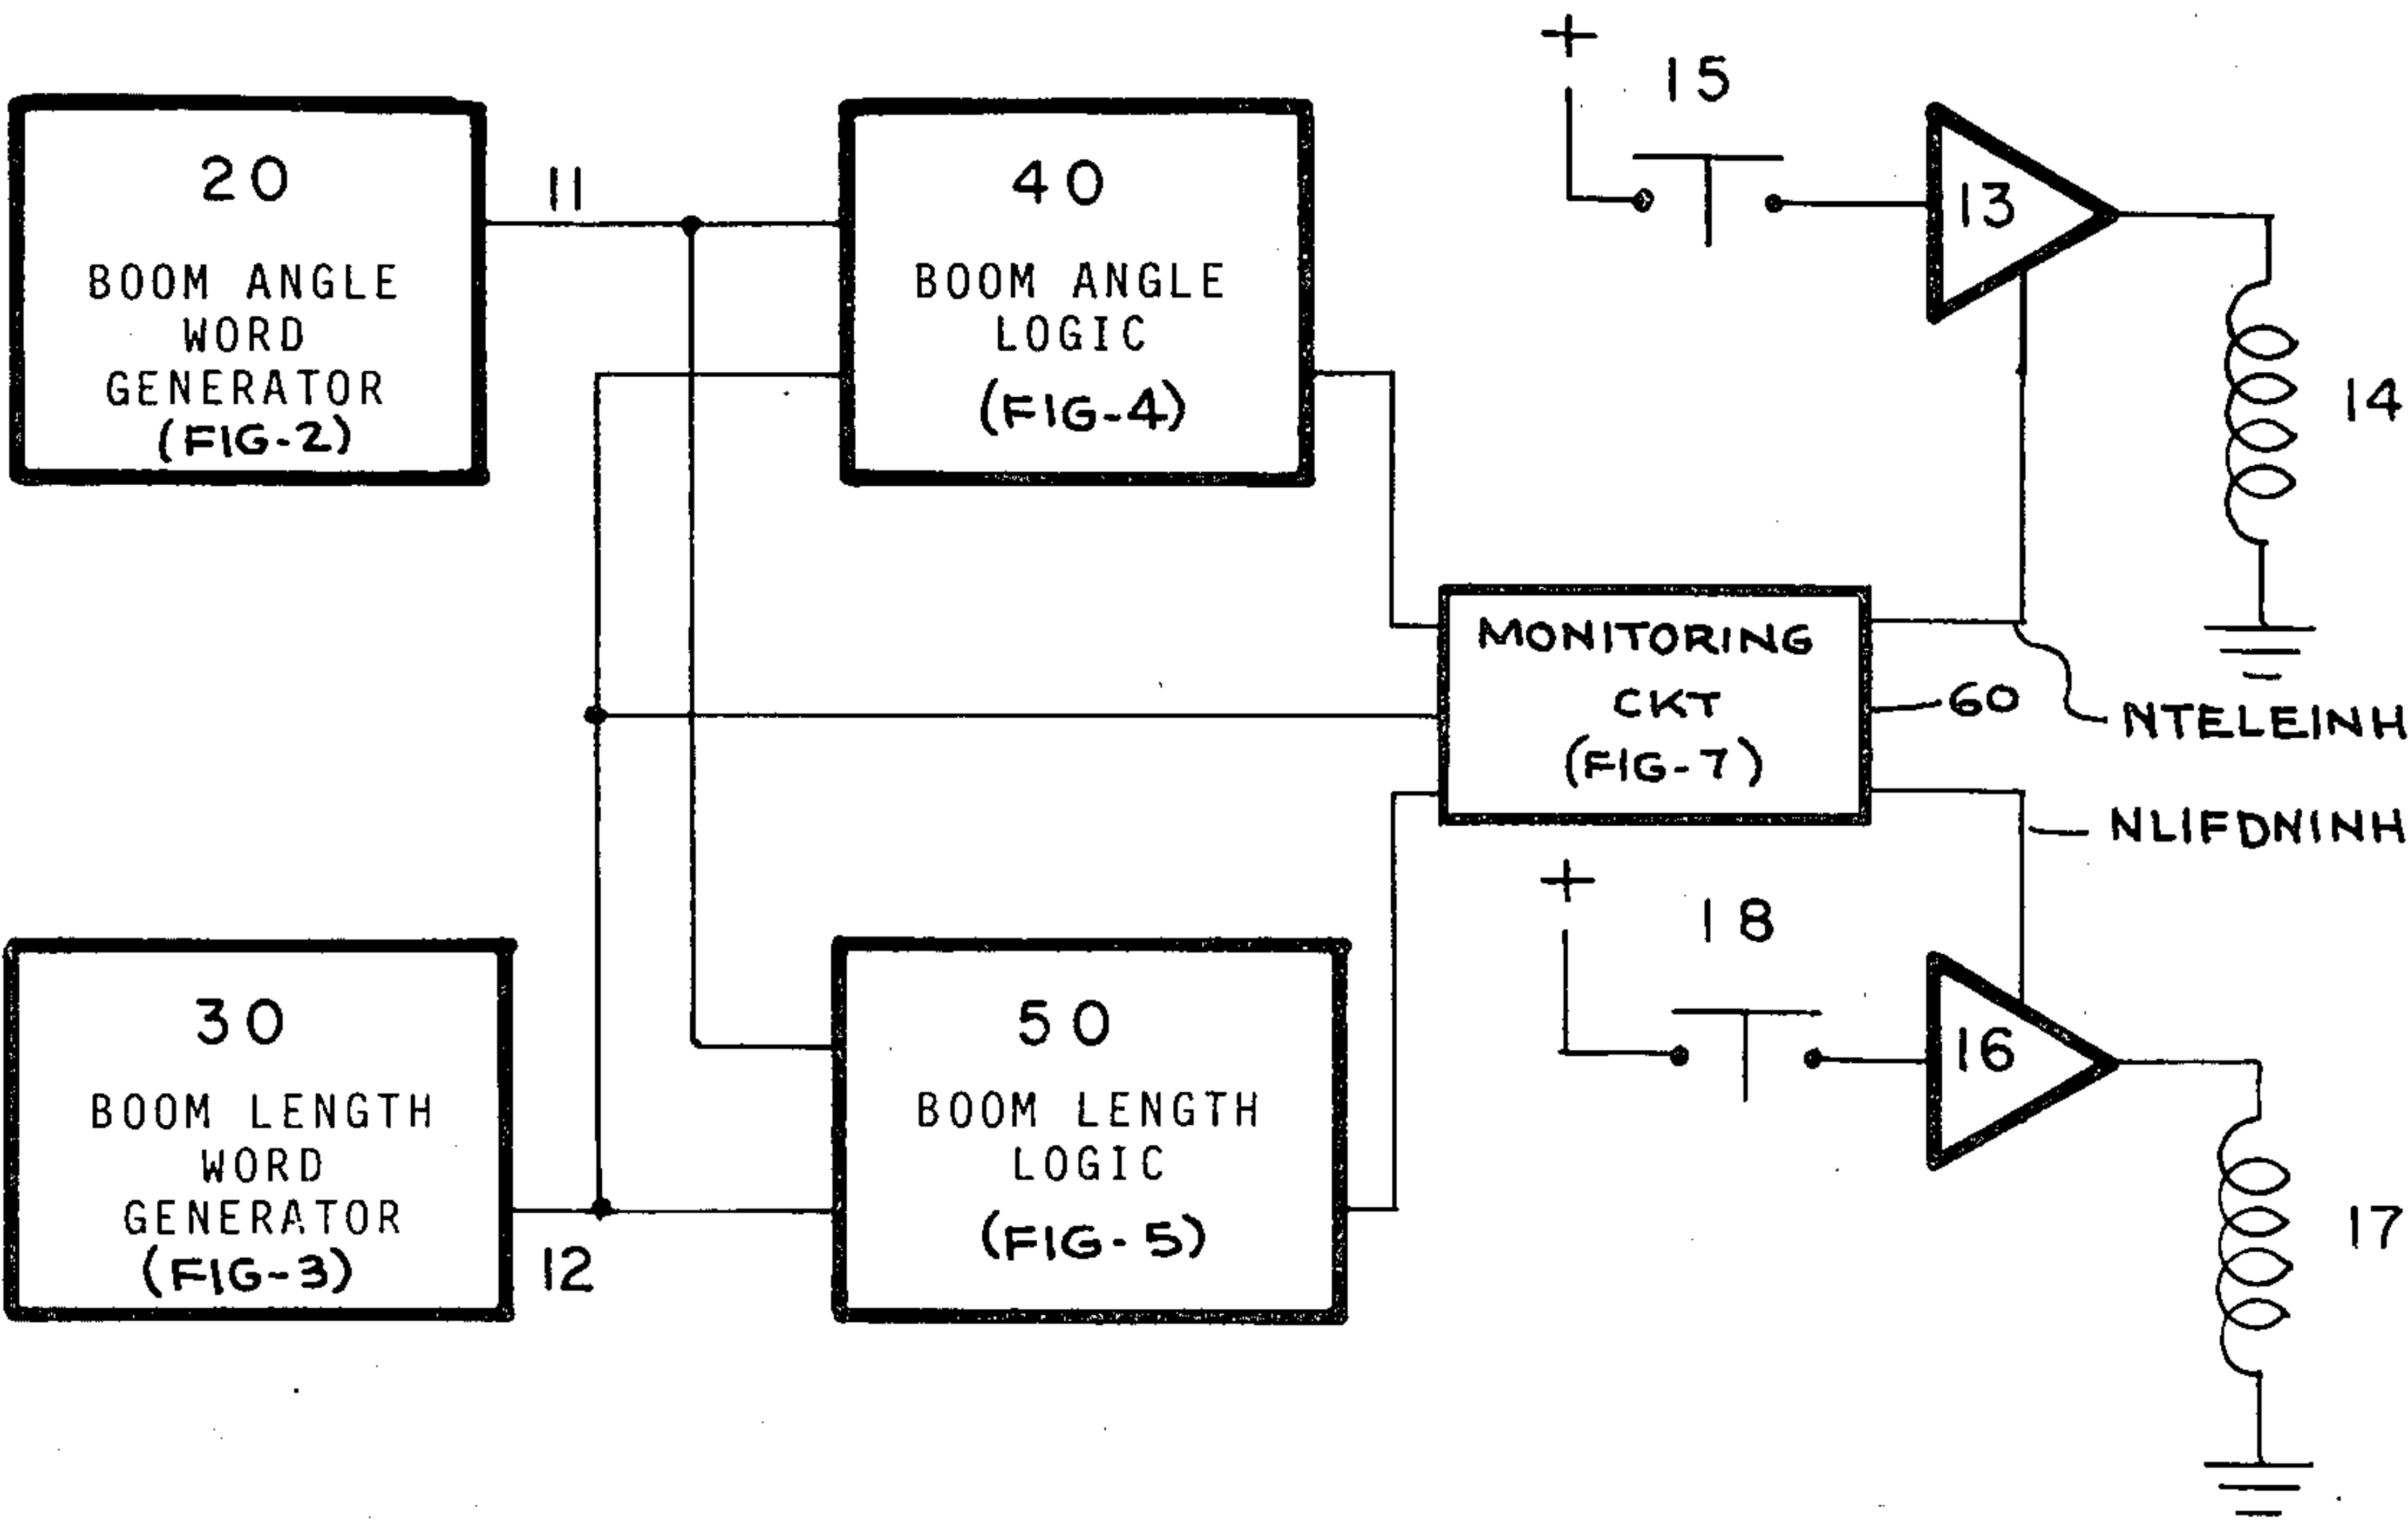 20
BOOM ANGLE
WORD
GENERATOR
(FIG-2)
11
40
BOOM ANGLE
LOGIC
(FIG-4)
+
15
13
14
MONITORING
CKT
(FIG-7)
60
NTELEINH
NLIFDNINH
30
BOOM LENGTH
WORD
GENERATOR
(FIG-3)
12
50
BOOM LENGTH
LOGIC
(FIG-5)
+
18
16
17